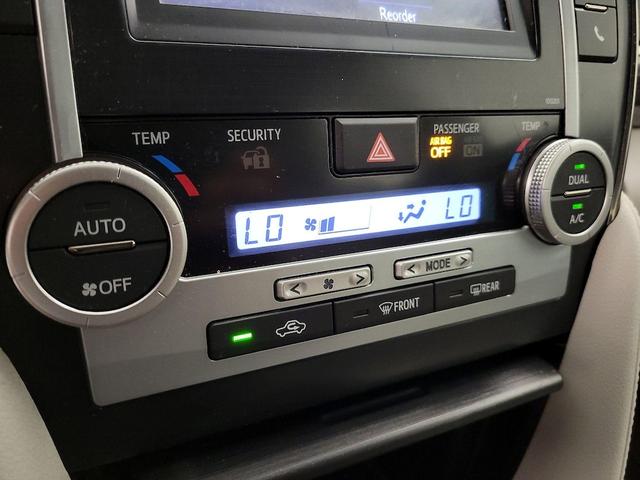 Reorder
TEMP
SECURITY
PASSENGER
AIR BAG
OFF ON
TEMP
AUTO
OFF
LO
LO
DUAL
A/C
MODE
FRONT
REAR